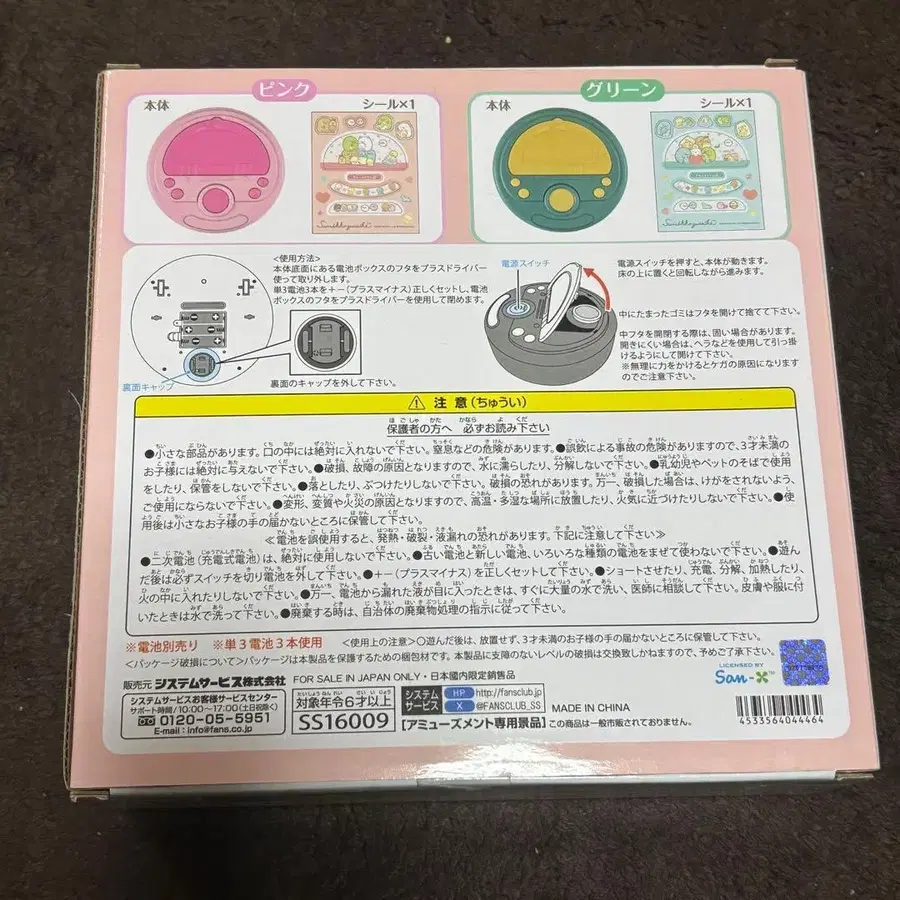 ピンク
本体
シール×1
Sumikkogurashi
グリーン
本体
シール×1
Sumikkogurashi
<使用方法>
本体底面にある電池ボックスのフタをプラスドライバー
使って取り外します。
単3電池3本を＋－(プラスマイナス)正しくセットし、電池
ボックスのフタをプラスドライバーを使用して閉めます。
裏面キャップ
裏面のキャップを外して下さい。
電源スイッチ
電源スイッチを押すと、本体が動きます。
床の上に置くと回転しながら進みます。
中にたまったゴミはフタを開けて捨てて下さい。
中フタを開閉する際は、固い場合があります。
開きにくい場合は、ヘラなどを使用して引っ掛
けるようにして開けて下さい。
※無理に力をかけるとケガの原因になります
のでご注意下さい。
⚠ 注意(ちゅうい)
保護者の方へ 必ずお読み下さい
●小さな部品があります。口の中には絶対に入れないで下さい。窒息などの危険があります。●誤飲による事故の危険がありますので、3才未満の
お子様には絶対に与えないで下さい。●破損、故障の原因となりますので、水に濡らしたり、分解しないで下さい。●乳幼児やペットのそばで使用
をしたり、保管をしないで下さい。●落としたり、ぶつけたりしないで下さい。破損の恐れがあります。万一、破損した場合は、けがをされないよう、
ご使用にならないで下さい。●変形、変質や火災の原因となりますので、高温・多湿な場所に放置したり、火気に近づけたりしないで下さい。●使
用後は小さなお子様の手の届かないところに保管して下さい。
≪電池を誤使用すると、発熱・破裂・液漏れの恐れがあります。下記に注意して下さい≫
●二次電池(充電式電池)は、絶対に使用しないで下さい。●古い電池と新しい電池、いろいろな種類の電池をまぜて使わないで下さい。●遊ん
だ後は必ずスイッチを切り電池を外して下さい。●＋－(プラスマイナス)を正しくセットして下さい。●ショートさせたり、充電、分解、加熱したり、
火の中に入れたりしないで下さい。●万一、電池から漏れた液が目に入ったときは、すぐに大量の水で洗い、医師に相談して下さい。皮膚や服に付
いたときは水で洗って下さい。●廃棄する時は、自治体の廃棄物処理の指示に従って下さい。
※電池別売り ※単3電池3本使用 <使用上の注意>○遊んだ後は、放置せず、3才未満のお子様の手の届かないところに保管して下さい。
<パッケージ破損について>パッケージは本製品を保護するための梱包材です。本製品に支障のないレベルの破損は交換致しかねますので、予めご了承下さい。
販売元 システムサービス株式会社
FOR SALE IN JAPAN ONLY・日本國内限定銷售品
システムサービスお客様サービスセンター
サポート時間/10:00〜17:00(土日祝除く)
0120-05-5951
E-mail：info@fans.co.jp
対象年令6才以上
SS16009
システム
サービス
HP
http://fansclub.jp
X
@FANSCLUB_SS
MADE IN CHINA
【アミューズメント専用景品】この商品は一般市販されておりません。
LICENSED BY
San-X™
4533564044464